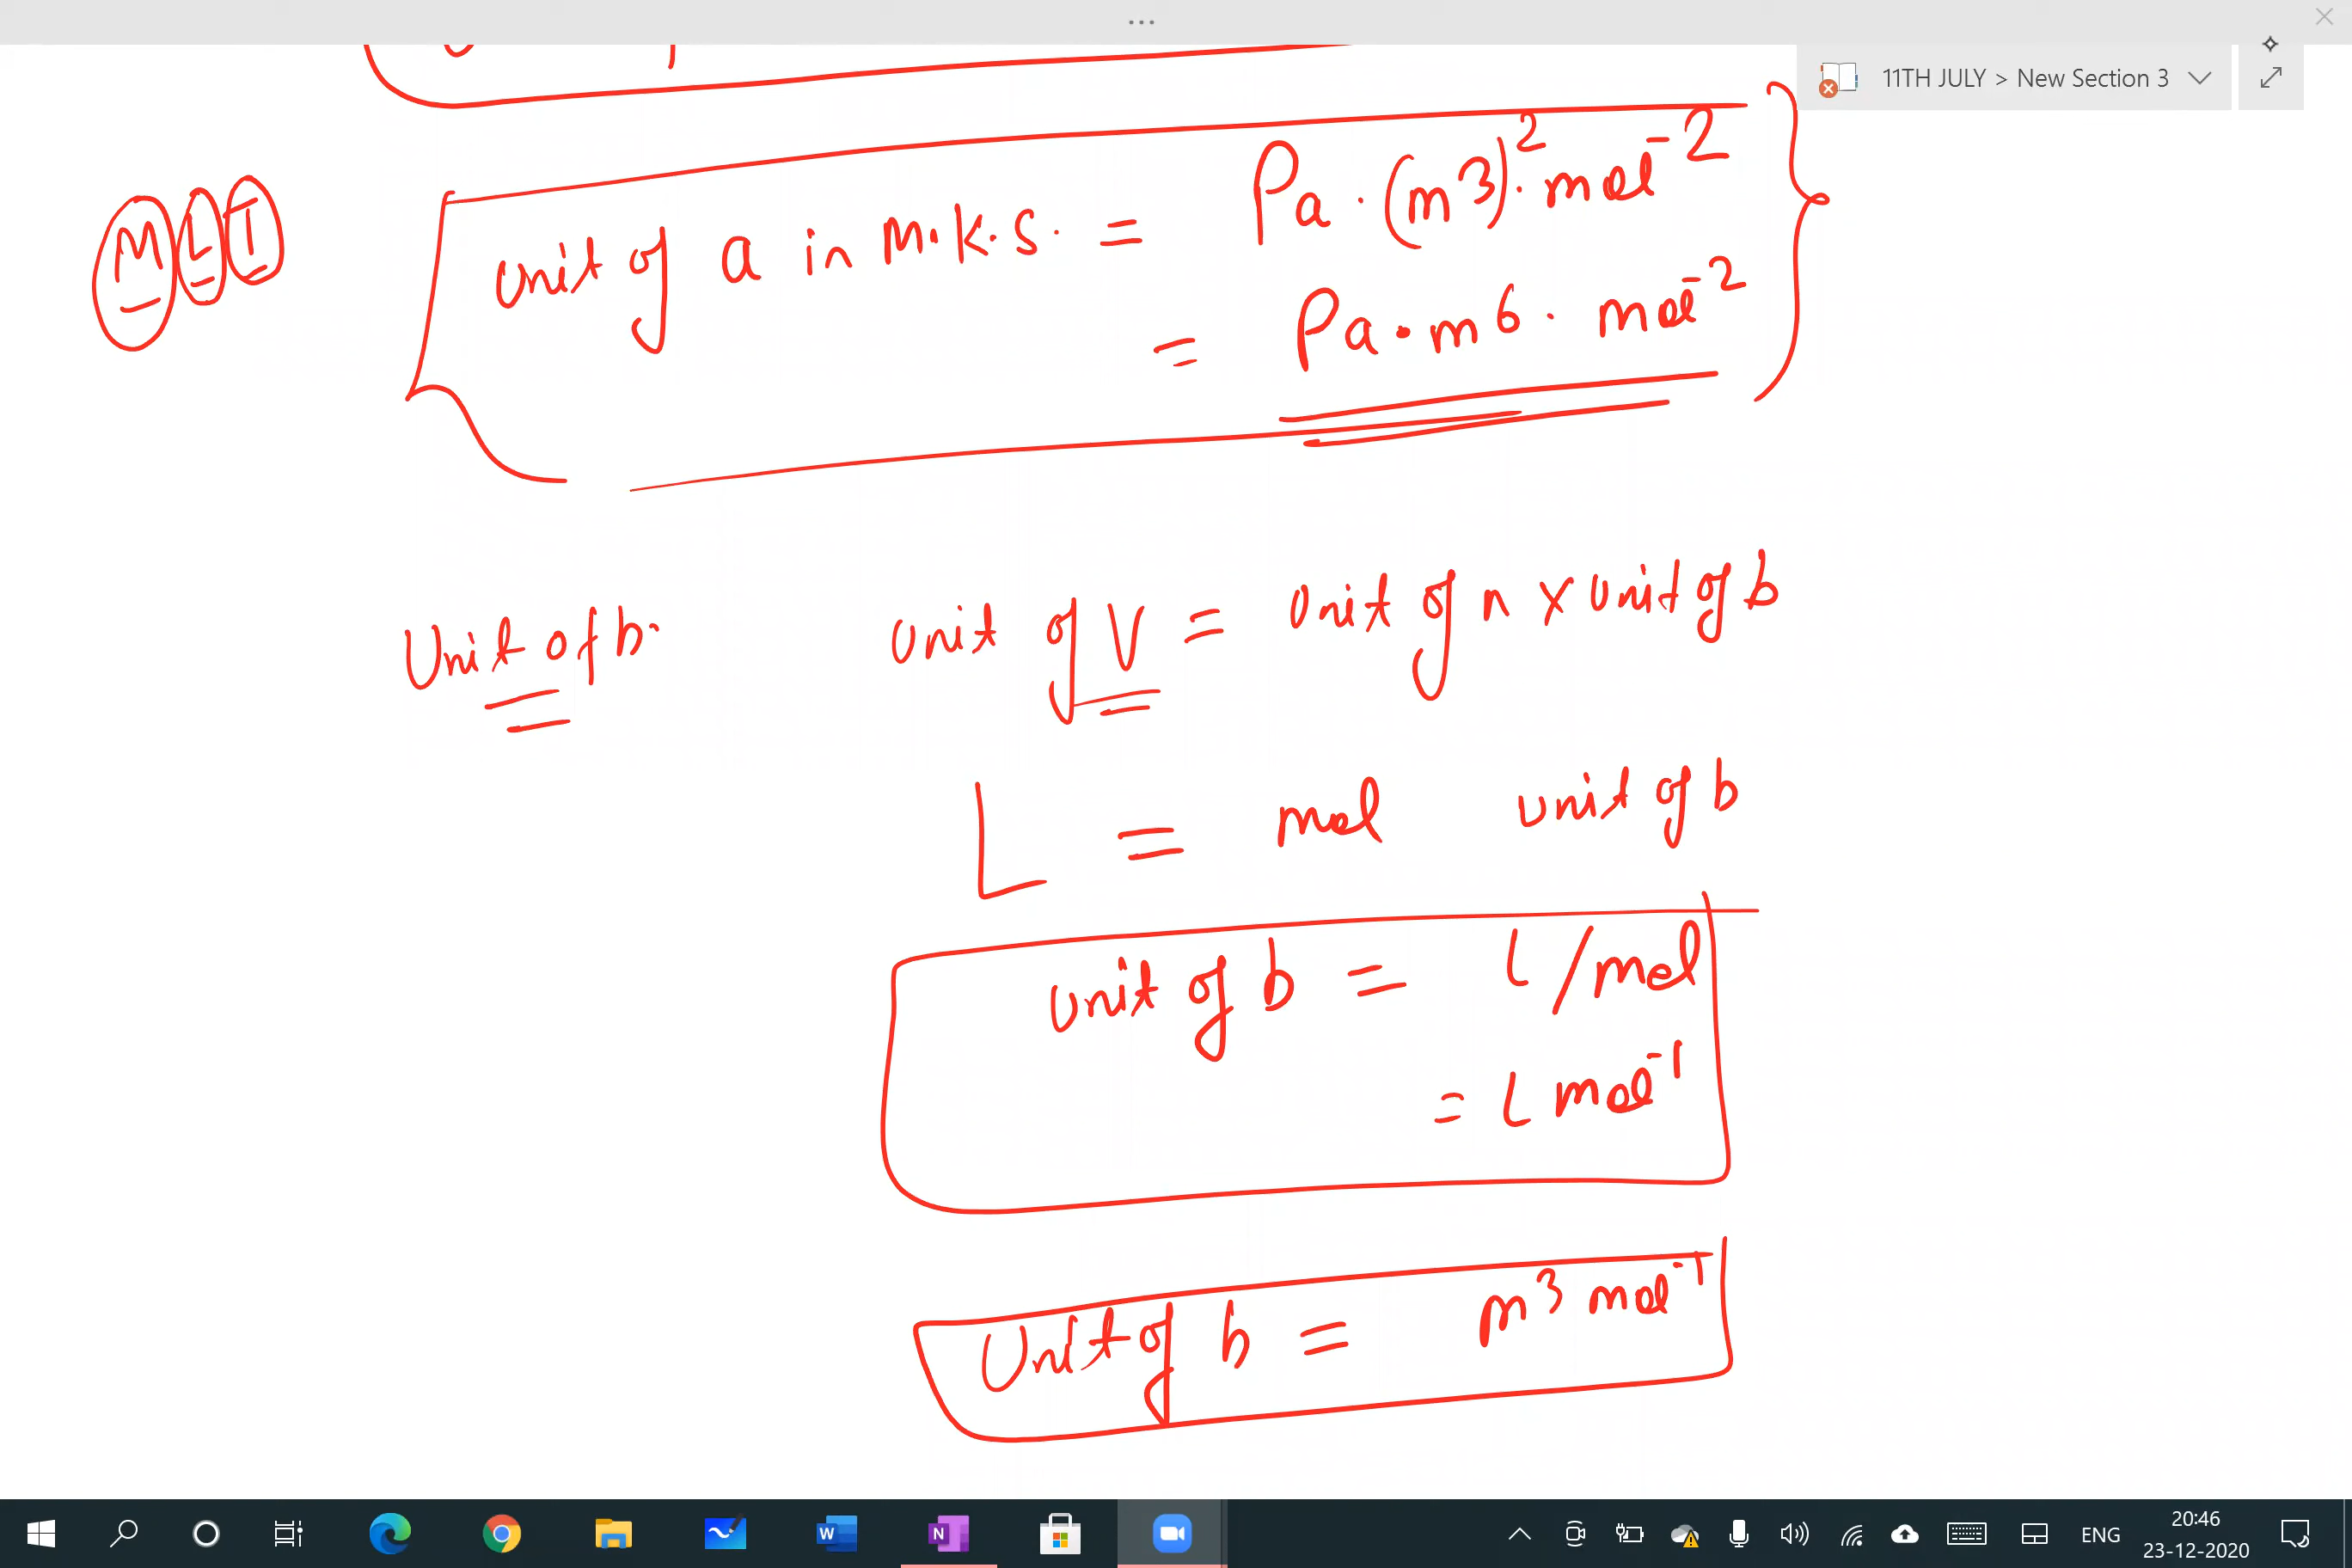 ...
11TH JULY > New Section 3
MLT
unit of a in M.K.S. = Pa · (m3)² · mol⁻²
= Pa · m6 · mol⁻²
Unit of b.
unit of V = unit of n x unit of b
L = mol unit of b
unit of b = L/mol
= L mol⁻¹
Unit of b = m³ mol⁻¹
W
N
ENG
20:46
23-12-2020